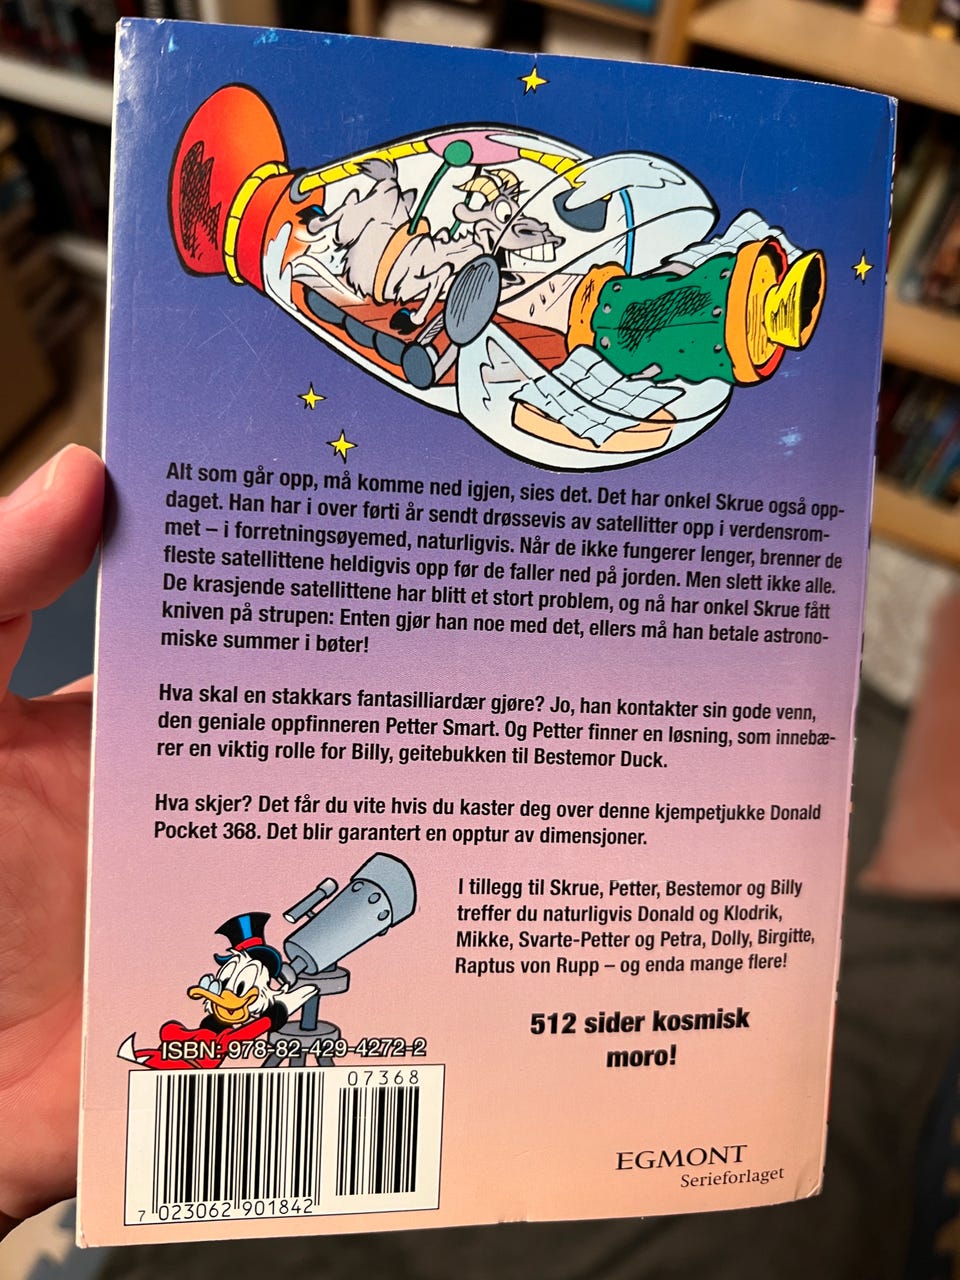 Alt som går opp, må komme ned igjen, sies det. Det har onkel Skrue også opp-
daget. Han har i over førti år sendt drøssevis av satellitter opp i verdensrom-
met – i forretningsøyemed, naturligvis. Når de ikke fungerer lenger, brenner de
fleste satellittene heldigvis opp før de faller ned på jorden. Men slett ikke alle.
De krasjende satellittene har blitt et stort problem, og nå har onkel Skrue fått
kniven på strupen: Enten gjør han noe med det, ellers må han betale astrono-
miske summer i bøter!
Hva skal en stakkars fantasilliardær gjøre? Jo, han kontakter sin gode venn,
den geniale oppfinneren Petter Smart. Og Petter finner en løsning, som innebæ-
rer en viktig rolle for Billy, geitebukken til Bestemor Duck.
Hva skjer? Det får du vite hvis du kaster deg over denne kjempetjukke Donald
Pocket 368. Det blir garantert en opptur av dimensjoner.
I tillegg til Skrue, Petter, Bestemor og Billy
treffer du naturligvis Donald og Klodrik,
Mikke, Svarte-Petter og Petra, Dolly, Birgitte,
Raptus von Rupp – og enda mange flere!
512 sider kosmisk
moro!
ISBN: 978-82-429-4272-2
07368
7 023062 901842
EGMONT
Serieforlaget